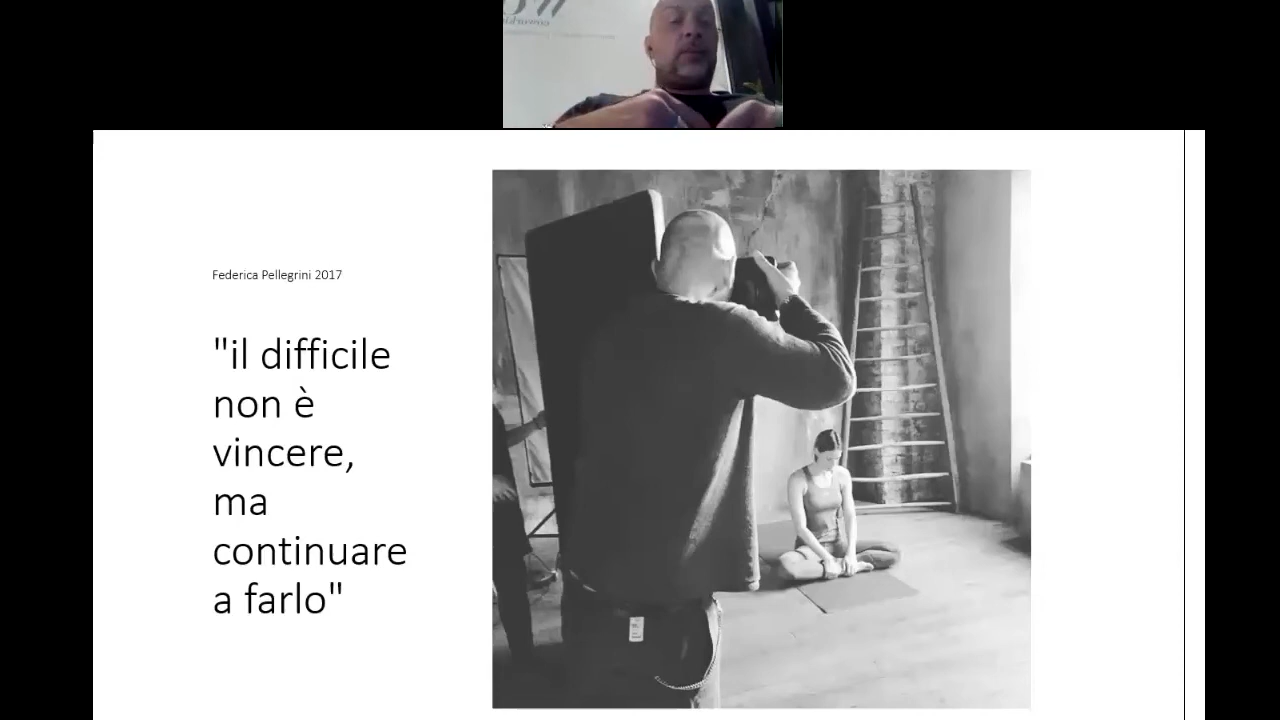 Federica Pellegrini 2017
"il difficile
non è
vincere,
ma
continuare
a farlo"